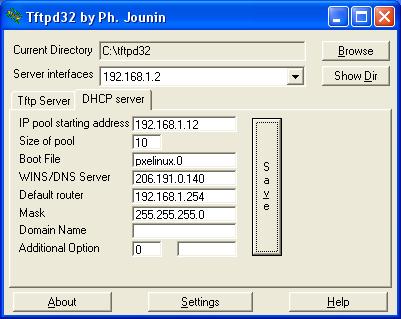 Tftpd32 by Ph. Jounin
Current Directory C:\tftpd32 Browse
Server interfaces 192.168.1.2 Show Dir
Tftp Server DHCP server
IP pool starting address 192.168.1.12
Size of pool 10
Boot File pxelinux.0
WINS/DNS Server 206.191.0.140
Default router 192.168.1.254
Mask 255.255.255.0
Domain Name
Additional Option 0
Save
About Settings Help